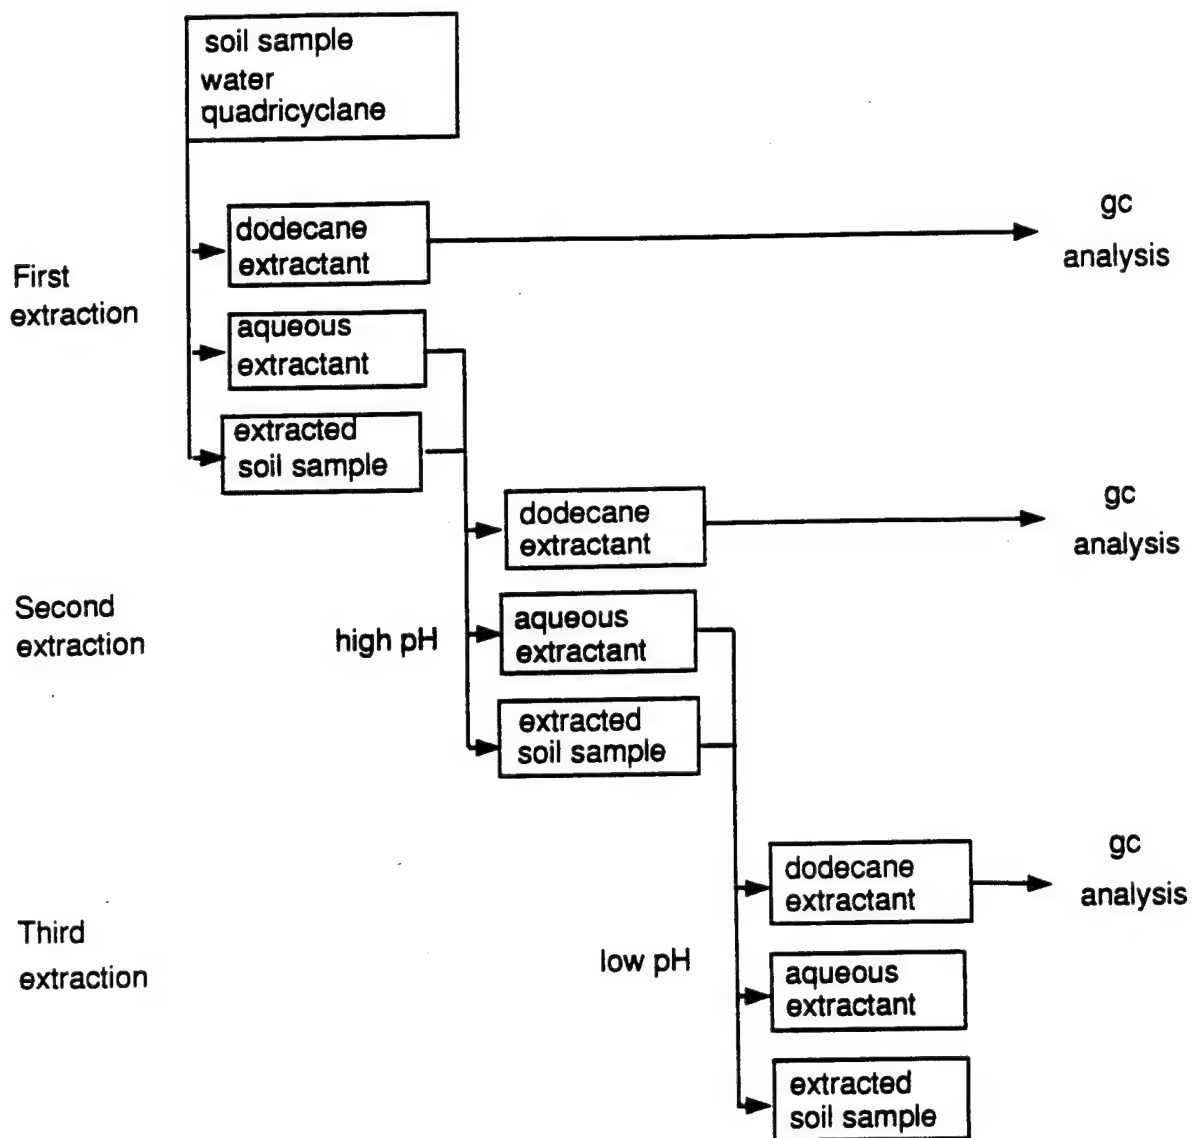 soil sample
water
quadricyclane
First
extraction
dodecane
extractant
gc
analysis
aqueous
extractant
extracted
soil sample
Second
extraction
high pH
dodecane
extractant
gc
analysis
aqueous
extractant
extracted
soil sample
Third
extraction
low pH
dodecane
extractant
gc
analysis
aqueous
extractant
extracted
soil sample